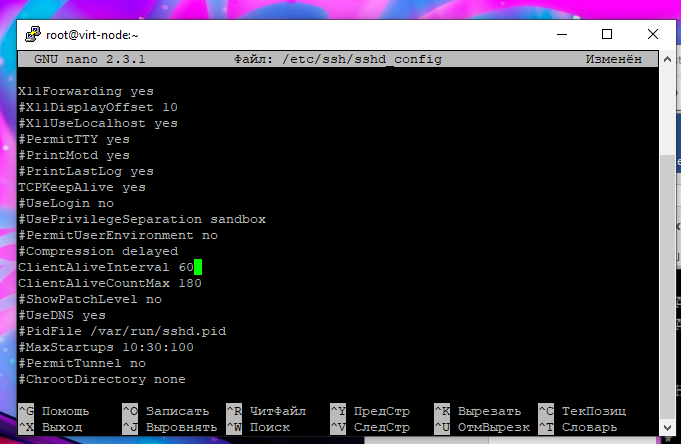 root@virt-node:~
GNU nano 2.3.1 Файл: /etc/ssh/sshd_config Изменён
X11Forwarding yes
#X11DisplayOffset 10
#X11UseLocalhost yes
#PermitTTY yes
#PrintMotd yes
#PrintLastLog yes
TCPKeepAlive yes
#UseLogin no
#UsePrivilegeSeparation sandbox
#PermitUserEnvironment no
#Compression delayed
ClientAliveInterval 60
ClientAliveCountMax 180
#ShowPatchLevel no
#UseDNS yes
#PidFile /var/run/sshd.pid
#MaxStartups 10:30:100
#PermitTunnel no
#ChrootDirectory none
^G Помощь ^O Записать ^R ЧитФайл ^Y ПредСтр ^K Вырезать ^C ТекПозиц
^X Выход ^J Выровнять ^W Поиск ^V СледСтр ^U ОтмВырезк ^T Словарь